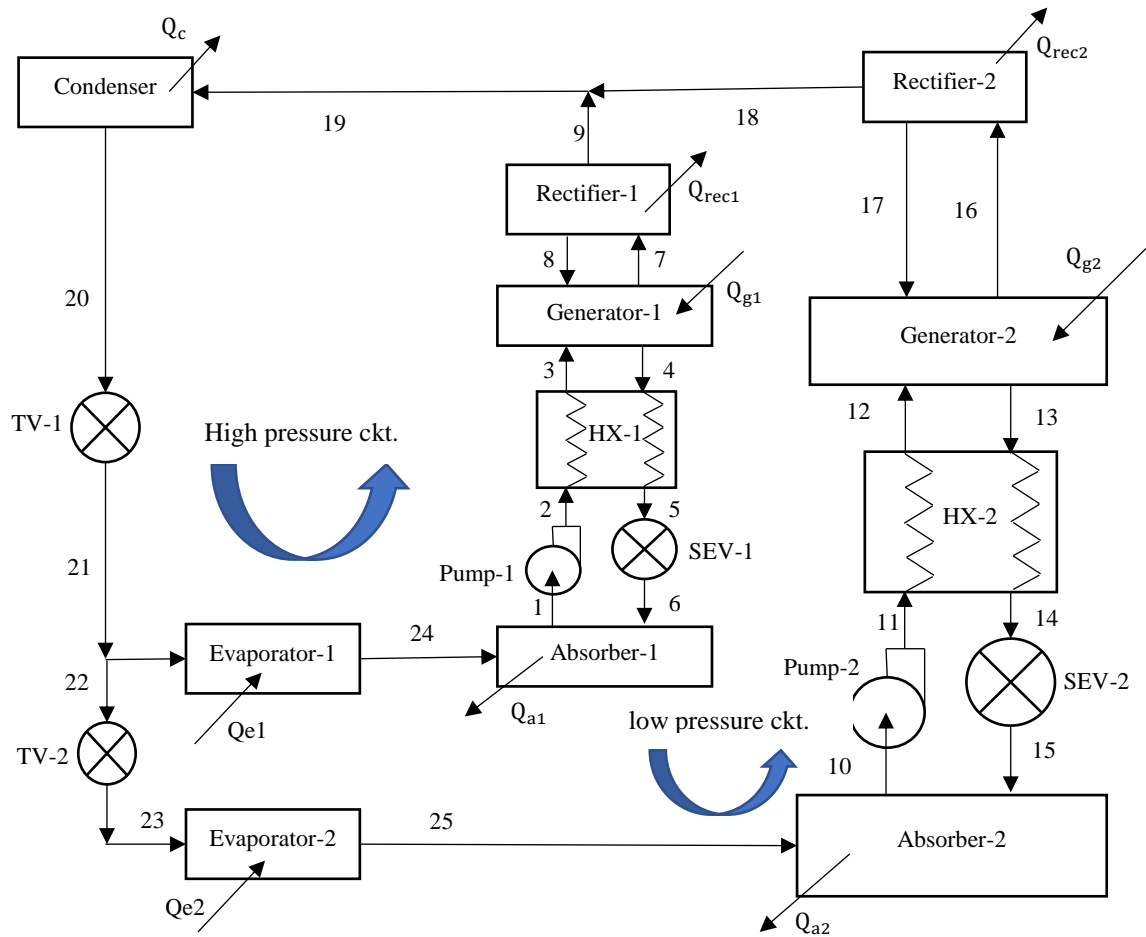 Q_c
Q_rec2
Condenser
Rectifier-2
19
18
9
Rectifier-1
Q_rec1
17
16
8
7
Q_g2
20
Q_g1
Generator-1
Generator-2
3
4
TV-1
12
13
High pressure ckt.
HX-1
2
5
HX-2
21
Pump-1
SEV-1
1
6
11
14
24
Evaporator-1
Absorber-1
Pump-2
SEV-2
22
Q_a1
Qe1
low pressure ckt.
TV-2
10
15
23
25
Evaporator-2
Absorber-2
Qe2
Q_a2